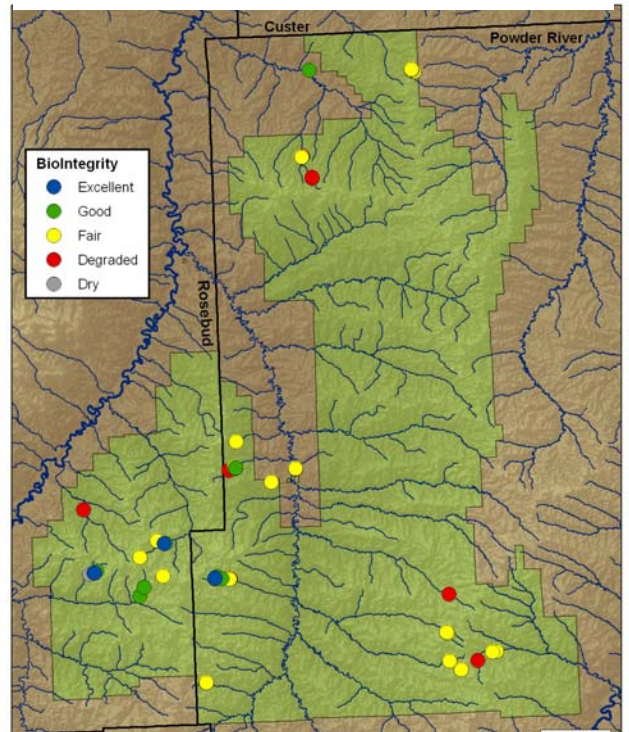 Custer
Powder River
BioIntegrity
Excellent
Good
Fair
Degraded
Dry
Rosebud